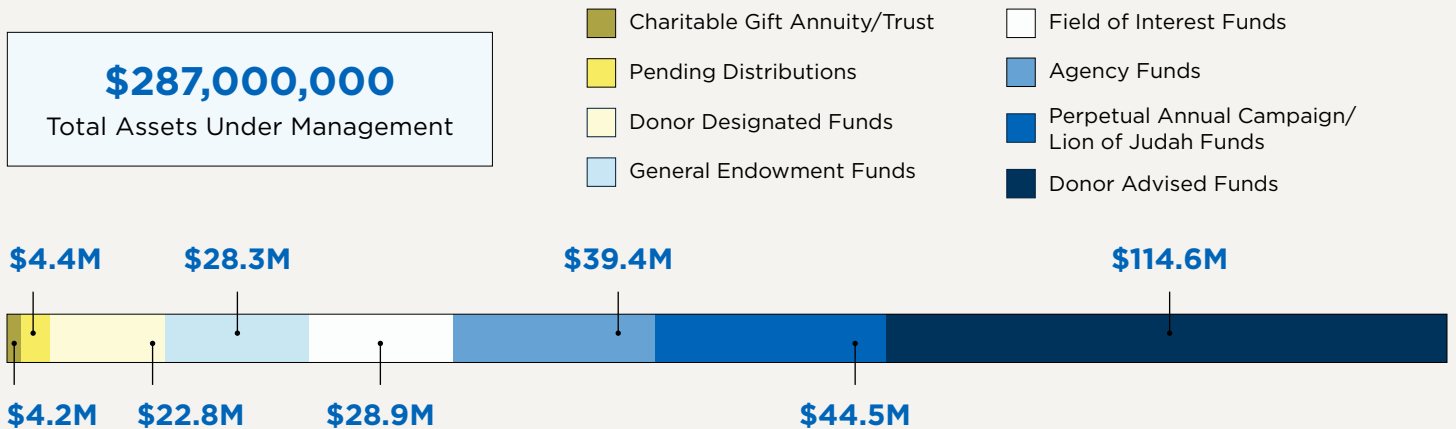 $287,000,000
Total Assets Under Management
Charitable Gift Annuity/Trust
Pending Distributions
Donor Designated Funds
General Endowment Funds
Field of Interest Funds
Agency Funds
Perpetual Annual Campaign/
Lion of Judah Funds
Donor Advised Funds
$4.4M
$28.3M
$39.4M
$114.6M
$4.2M
$22.8M
$28.9M
$44.5M